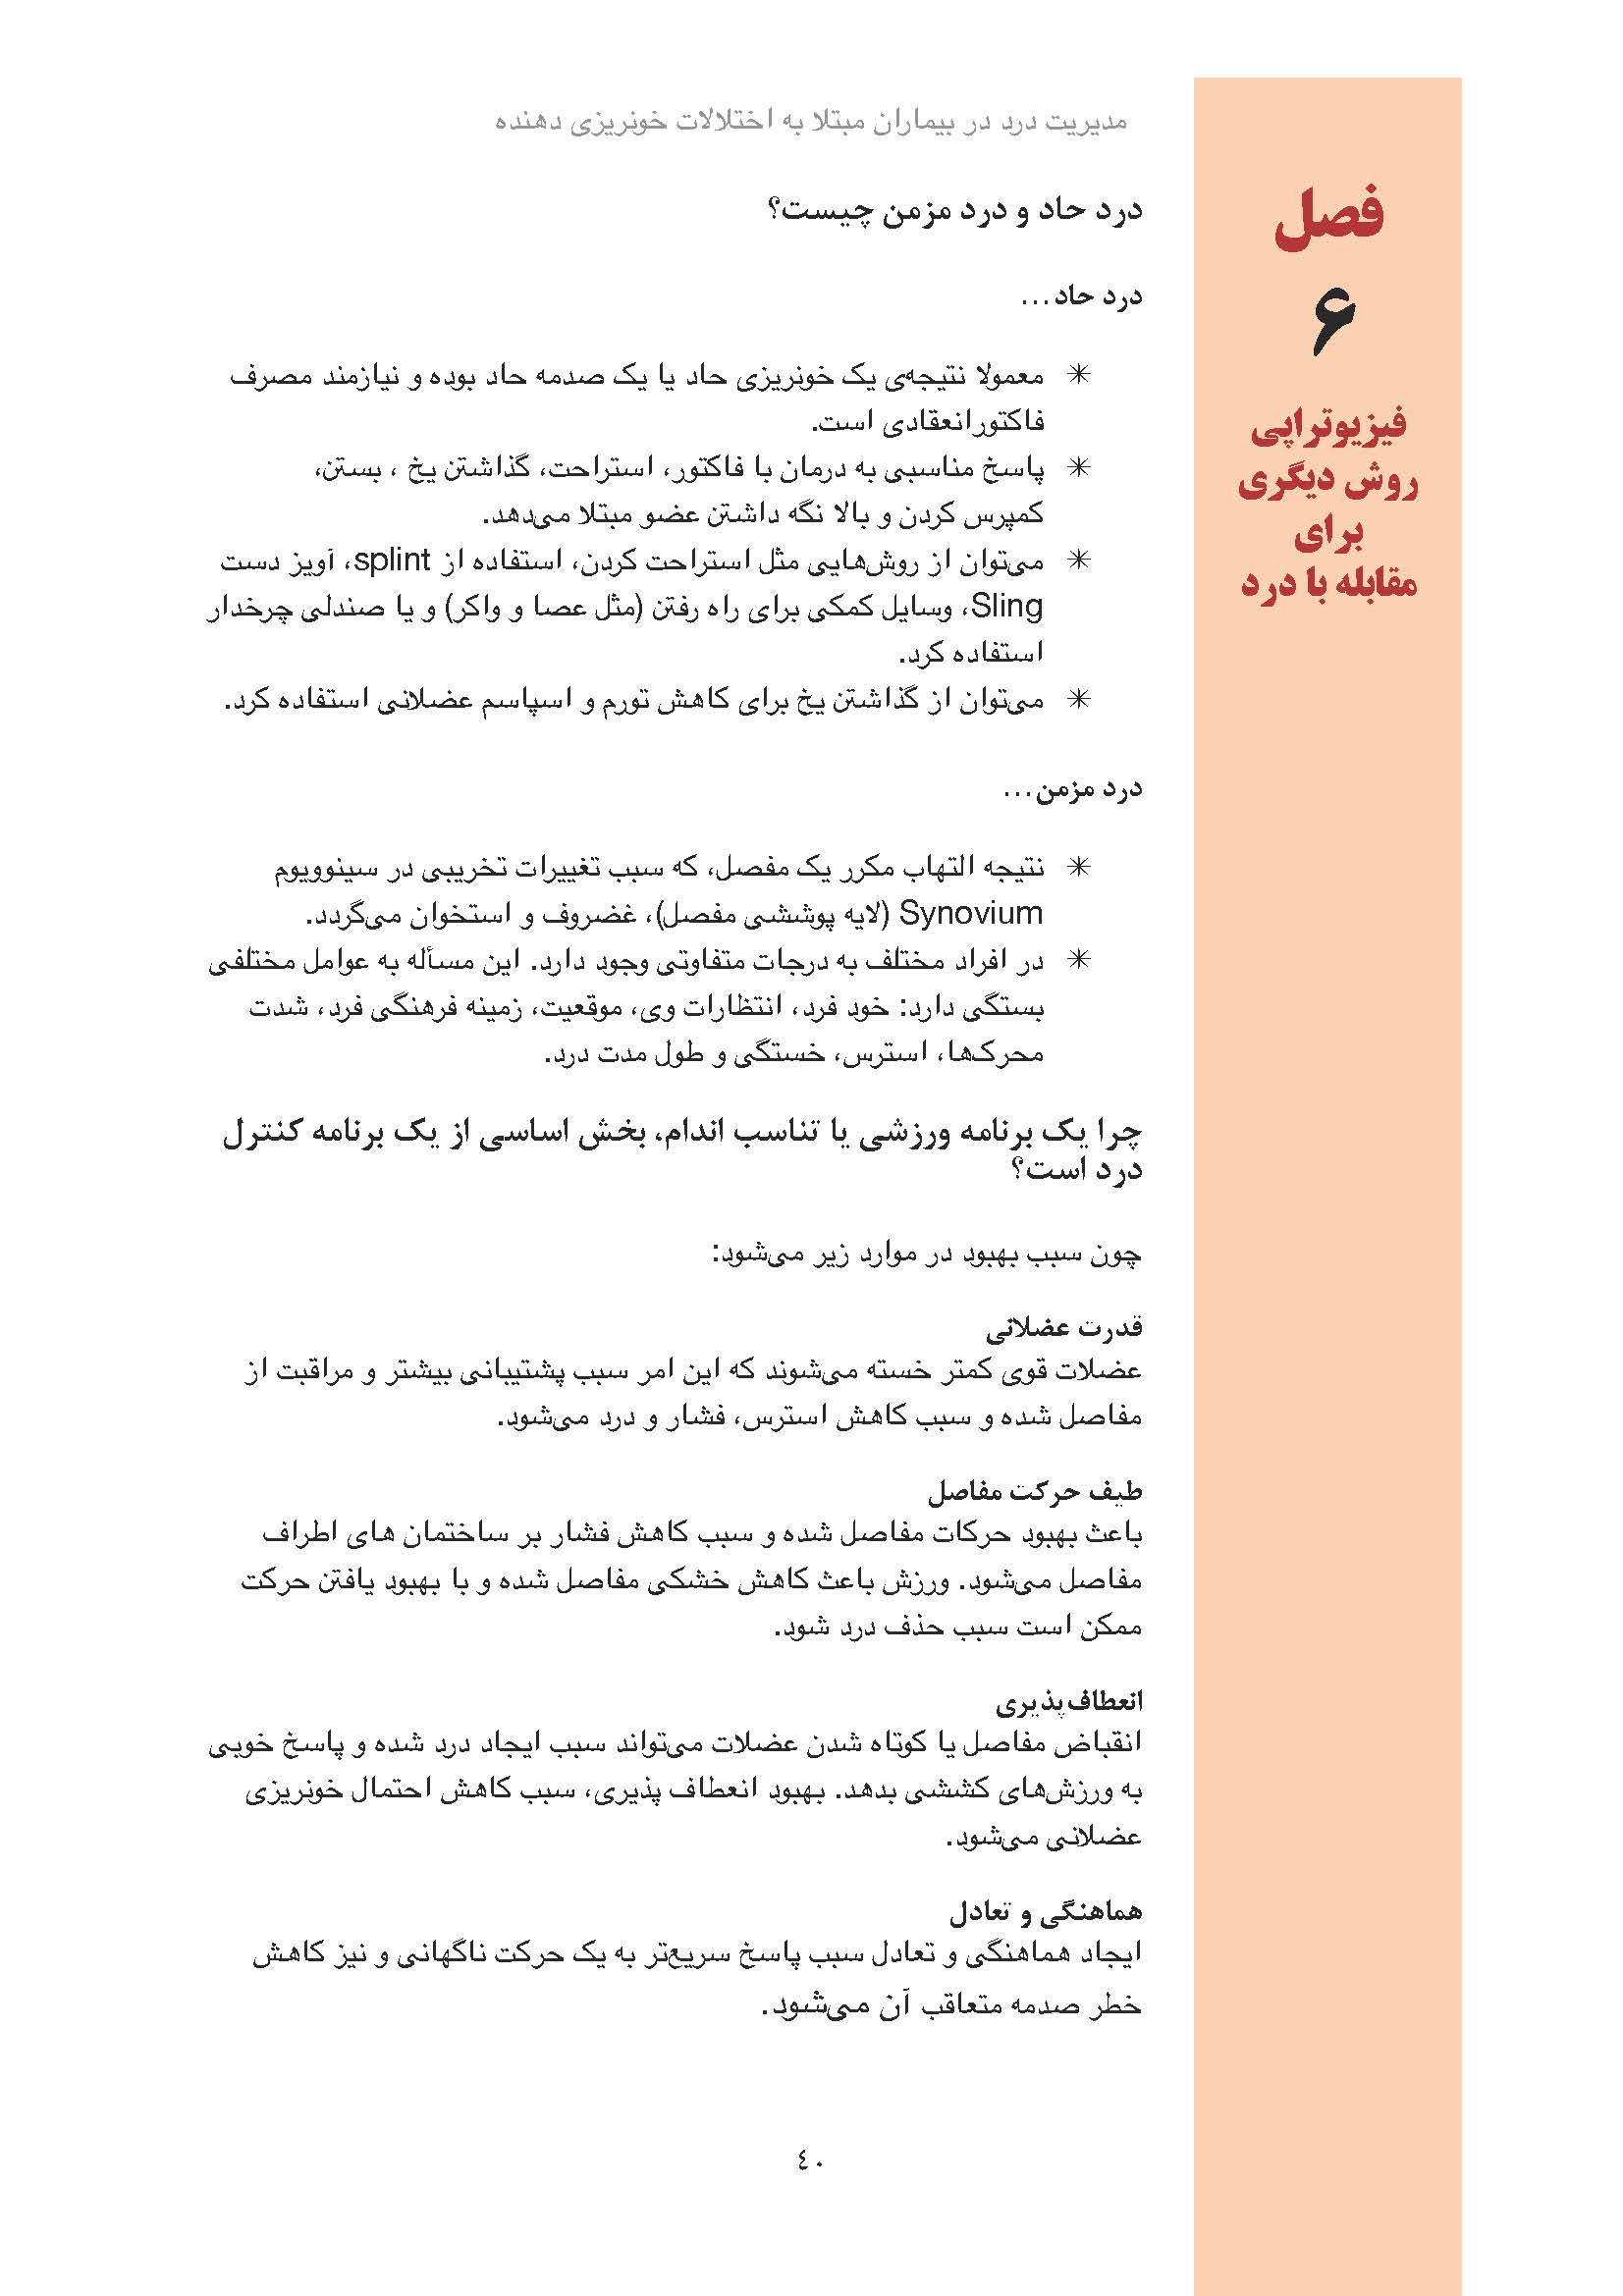 مدیریت درد در بیماران مبتلا به اختلالات خونریزی دهنده
فصل
۶
فیزیوتراپی
روش دیگری
برای
مقابله با درد
درد حاد و درد مزمن چیست؟
درد حاد...
✳ معمولا نتیجه‌ی یک خونریزی حاد یا یک صدمه حاد بوده و نیازمند مصرف
فاکتورانعقادی است.
✳ پاسخ مناسبی به درمان با فاکتور، استراحت، گذاشتن یخ ، بستن،
کمپرس کردن و بالا نگه داشتن عضو مبتلا می‌دهد.
✳ می‌توان از روش‌هایی مثل استراحت کردن، استفاده از splint، آویز دست
Sling، وسایل کمکی برای راه رفتن (مثل عصا و واکر) و یا صندلی چرخدار
استفاده کرد.
✳ می‌توان از گذاشتن یخ برای کاهش تورم و اسپاسم عضلانی استفاده کرد.
درد مزمن...
✳ نتیجه التهاب مکرر یک مفصل، که سبب تغییرات تخریبی در سینوویوم
Synovium (لایه پوششی مفصل)، غضروف و استخوان می‌گردد.
✳ در افراد مختلف به درجات متفاوتی وجود دارد. این مسأله به عوامل مختلفی
بستگی دارد: خود فرد، انتظارات وی، موقعیت، زمینه فرهنگی فرد، شدت
محرک‌ها، استرس، خستگی و طول مدت درد.
چرا یک برنامه ورزشی یا تناسب اندام، بخش اساسی از یک برنامه کنترل
درد است؟
چون سبب بهبود در موارد زیر می‌شود:
قدرت عضلانی
عضلات قوی کمتر خسته می‌شوند که این امر سبب پشتیبانی بیشتر و مراقبت از
مفاصل شده و سبب کاهش استرس، فشار و درد می‌شود.
طیف حرکت مفاصل
باعث بهبود حرکات مفاصل شده و سبب کاهش فشار بر ساختمان های اطراف
مفاصل می‌شود. ورزش باعث کاهش خشکی مفاصل شده و با بهبود یافتن حرکت
ممکن است سبب حذف درد شود.
انعطاف‌پذیری
انقباض مفاصل یا کوتاه شدن عضلات می‌تواند سبب ایجاد درد شده و پاسخ خوبی
به ورزش‌های کششی بدهد. بهبود انعطاف پذیری، سبب کاهش احتمال خونریزی
عضلانی می‌شود.
هماهنگی و تعادل
ایجاد هماهنگی و تعادل سبب پاسخ سریع‌تر به یک حرکت ناگهانی و نیز کاهش
خطر صدمه متعاقب آن می‌شود.
٤٠